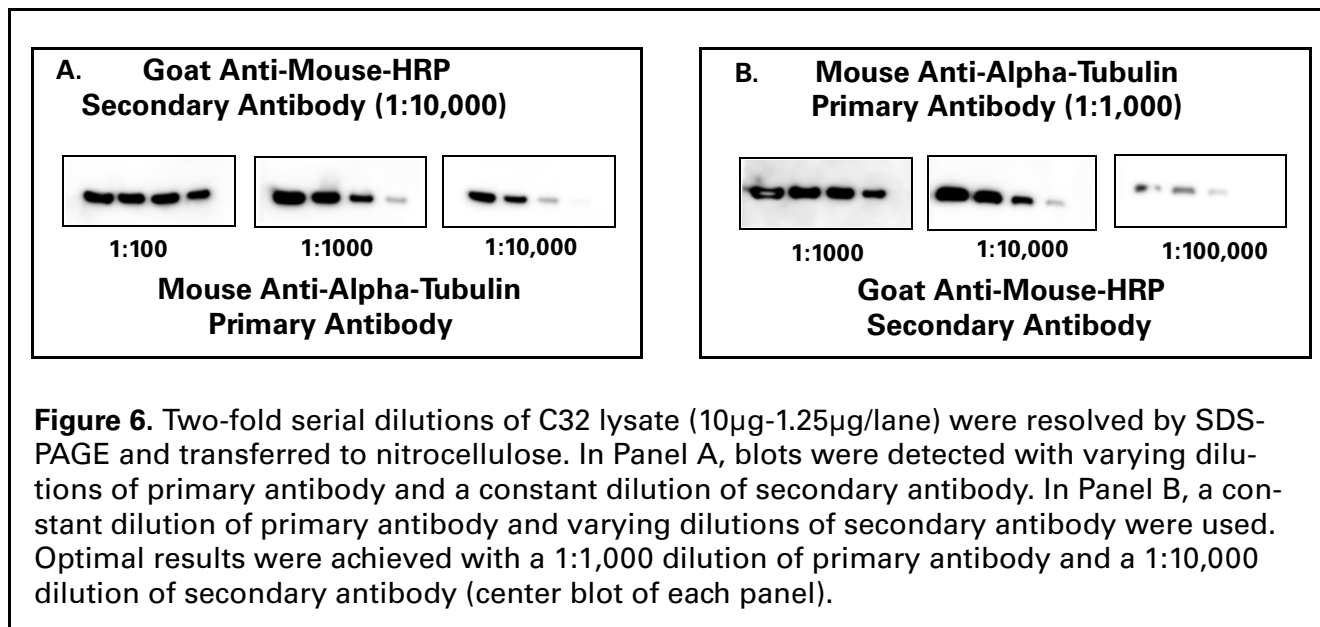 A. Goat Anti-Mouse-HRP
Secondary Antibody (1:10,000)
1:100
1:1000
1:10,000
Mouse Anti-Alpha-Tubulin
Primary Antibody
B. Mouse Anti-Alpha-Tubulin
Primary Antibody (1:1,000)
1:1000
1:10,000
1:100,000
Goat Anti-Mouse-HRP
Secondary Antibody
Figure 6. Two-fold serial dilutions of C32 lysate (10µg-1.25µg/lane) were resolved by SDS-
PAGE and transferred to nitrocellulose. In Panel A, blots were detected with varying dilu-
tions of primary antibody and a constant dilution of secondary antibody. In Panel B, a con-
stant dilution of primary antibody and varying dilutions of secondary antibody were used.
Optimal results were achieved with a 1:1,000 dilution of primary antibody and a 1:10,000
dilution of secondary antibody (center blot of each panel).